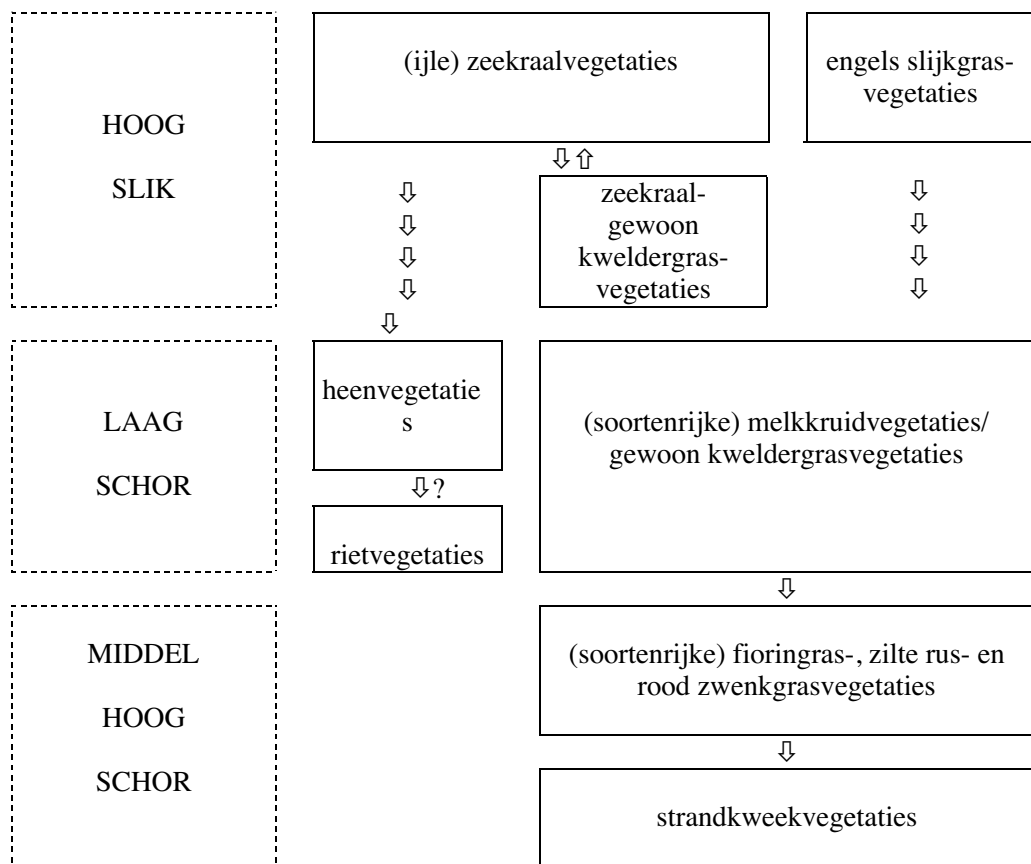 HOOG
SLIK
(ijle) zeekraalvegetaties
engels slijkgras-
vegetaties
⇩⇧
⇩
⇩
⇩
⇩
⇩
zeekraal-
gewoon
kweldergras-
vegetaties
⇩
⇩
⇩
⇩
LAAG
SCHOR
heenvegetatie
s
⇩?
rietvegetaties
(soortenrijke) melkkruidvegetaties/
gewoon kweldergrasvegetaties
⇩
MIDDEL
HOOG
SCHOR
(soortenrijke) fioringras-, zilte rus- en
rood zwenkgrasvegetaties
⇩
strandkweekvegetaties